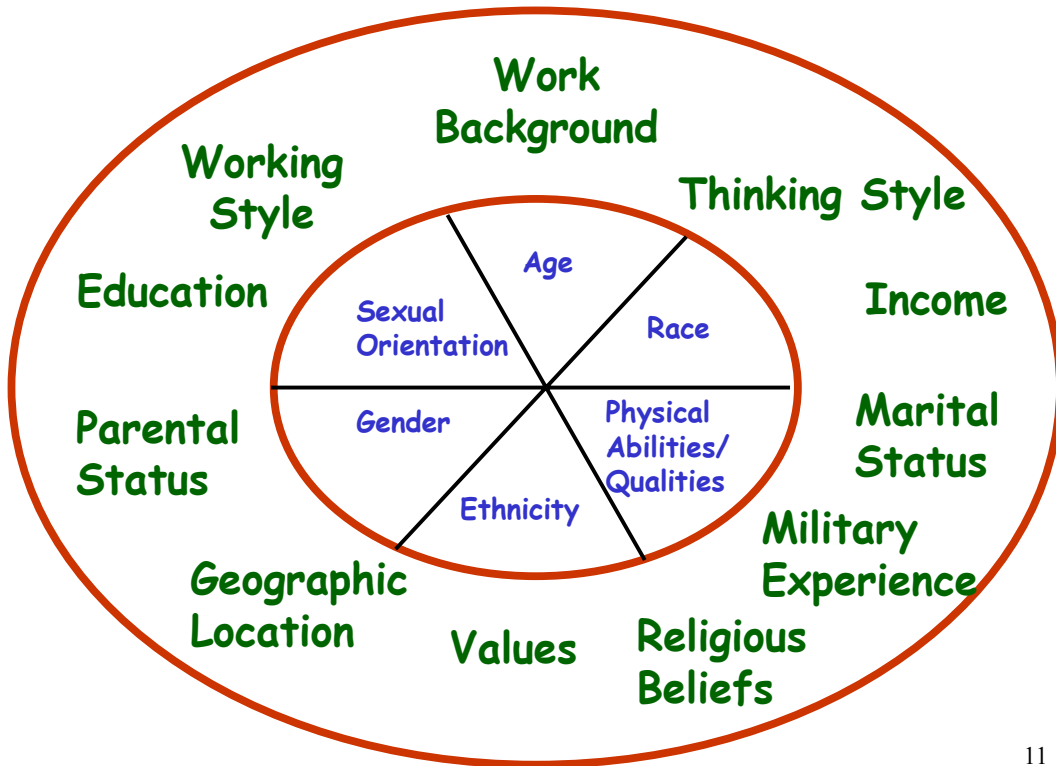 Work
Background
Working
Style
Thinking Style
Education
Income
Age
Sexual
Orientation
Race
Gender
Physical
Abilities/
Qualities
Ethnicity
Parental
Status
Marital
Status
Military
Experience
Geographic
Location
Values
Religious
Beliefs
11